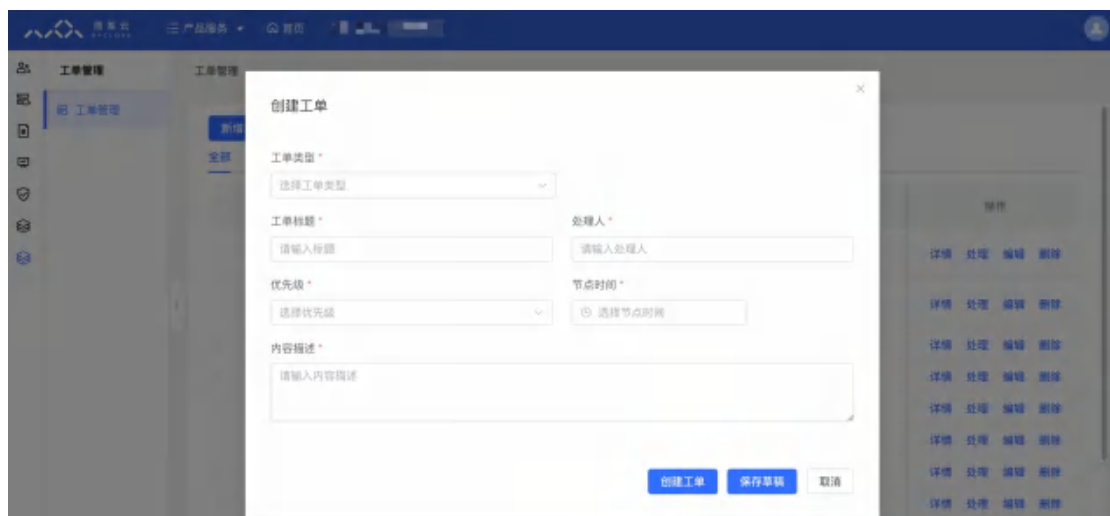 产品服务 首页
工单管理 工单管理
工单管理
新增
全部
创建工单
工单类型 *
选择工单类型
工单标题 * 处理人 *
请输入标题 请输入处理人
优先级 * 节点时间 *
选择优先级 选择节点时间
内容描述 *
请输入内容描述
创建工单 保存草稿 取消
操作
详情 处理 编辑 删除
详情 处理 编辑 删除
详情 处理 编辑 删除
详情 处理 编辑 删除
详情 处理 编辑 删除
详情 处理 编辑 删除
详情 处理 编辑 删除
详情 处理 编辑 删除